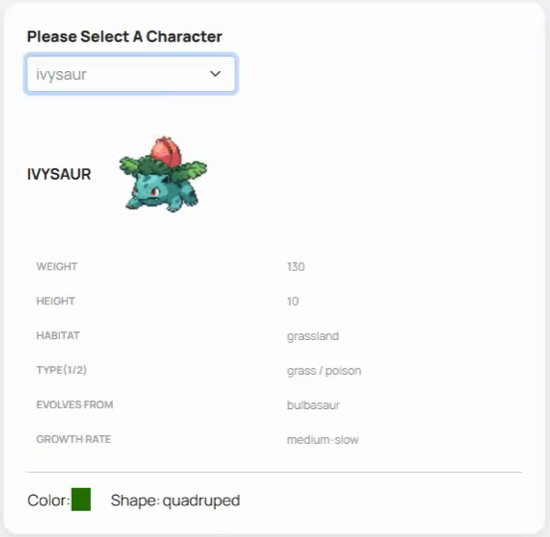 Please Select A Character
ivysaur
IVYSAUR
WEIGHT 130
HEIGHT 10
HABITAT grassland
TYPE(1/2) grass / poison
EVOLVES FROM bulbasaur
GROWTH RATE medium-slow
Color: Shape: quadruped